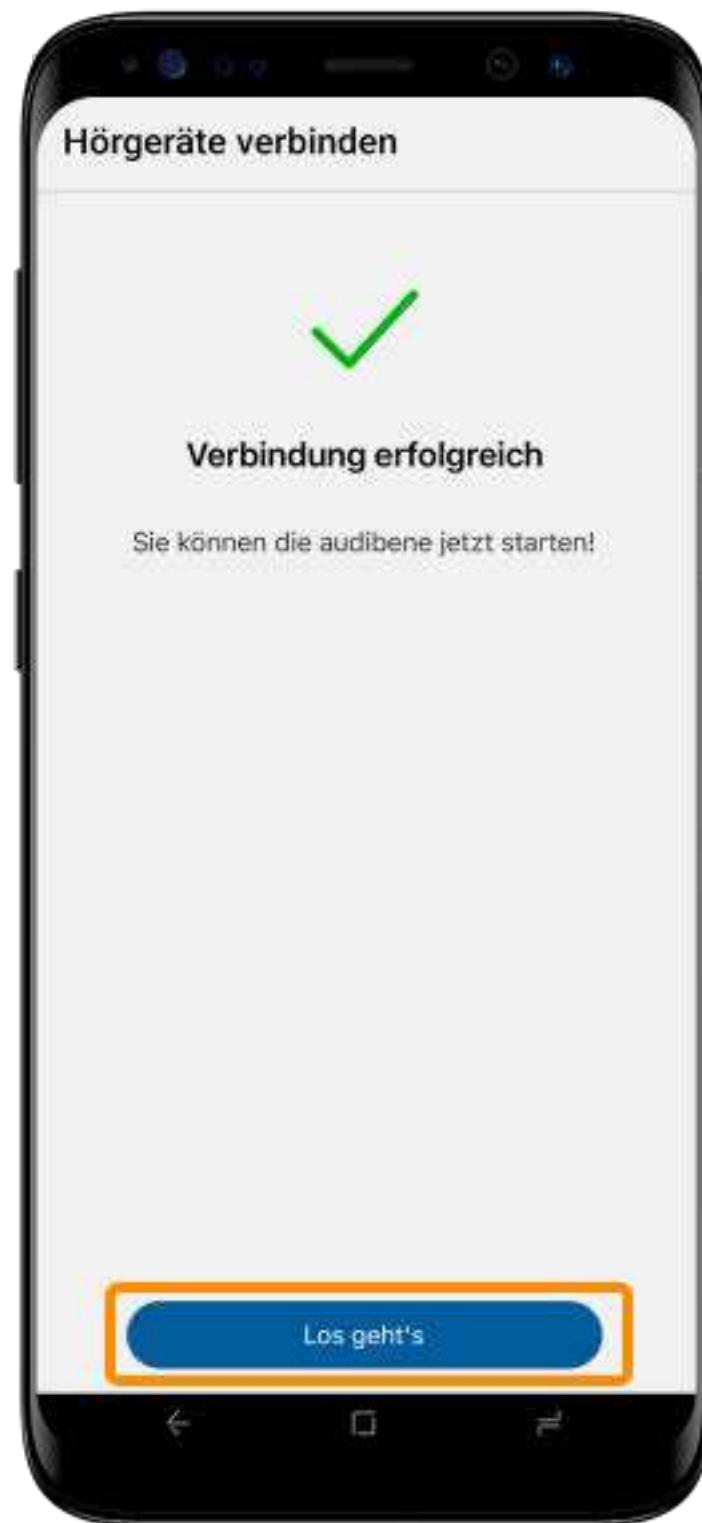 Hörgeräte verbinden
Verbindung erfolgreich
Sie können die audibene jetzt starten!
Los geht's